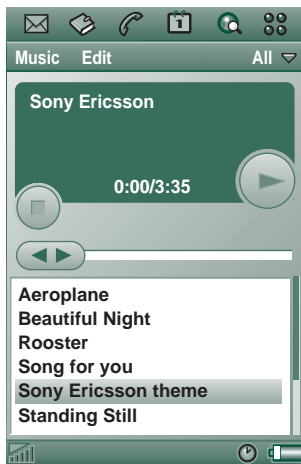 1
Music Edit All
Sony Ericsson
0:00/3:35
Aeroplane
Beautiful Night
Rooster
Song for you
Sony Ericsson theme
Standing Still